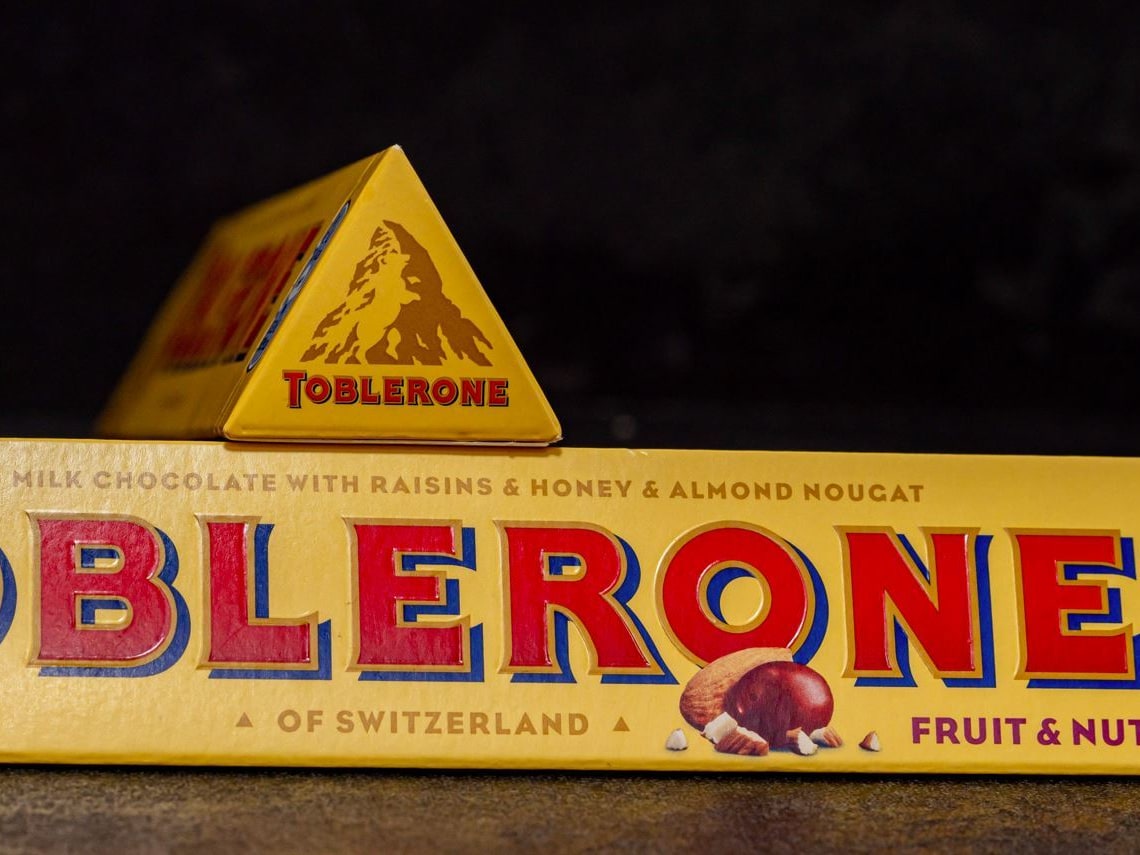 TOBLERONE
MILK CHOCOLATE WITH RAISINS & HONEY & ALMOND NOUGAT
OBLERONE
OF SWITZERLAND
FRUIT & NUT